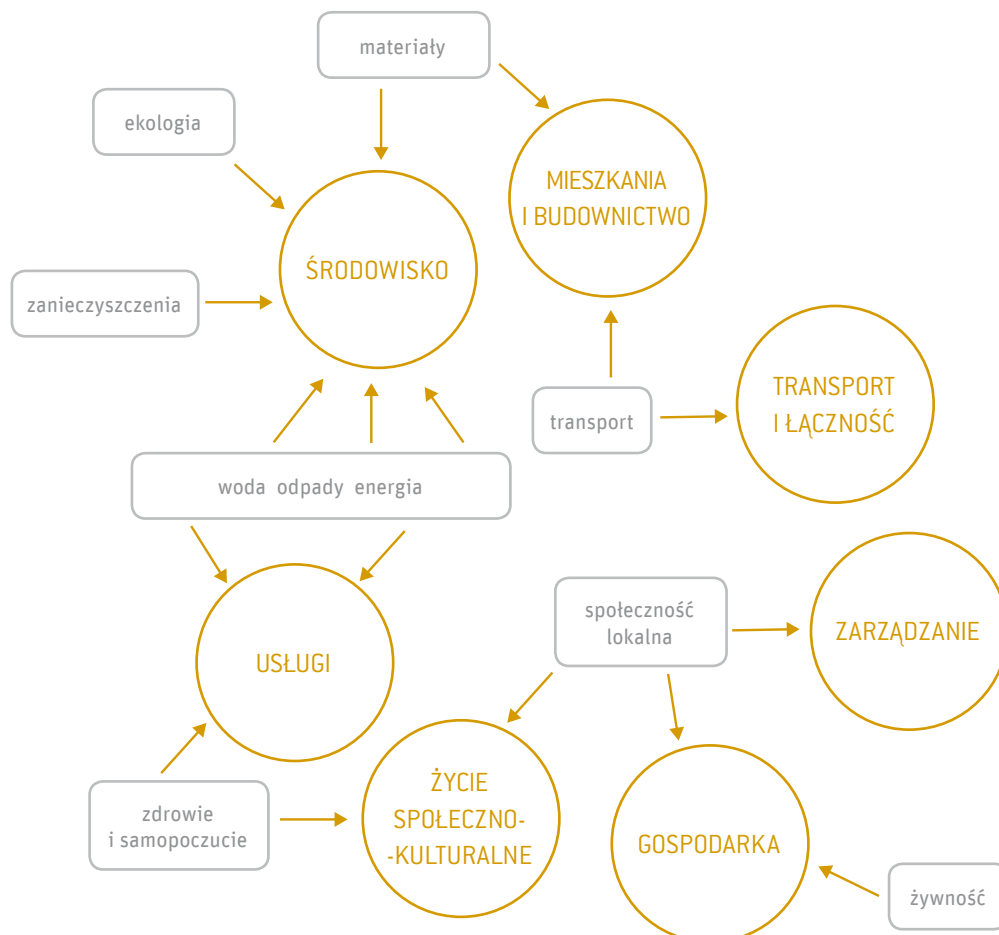 materiały
ekologia
MIESZKANIA
I BUDOWNICTWO
ŚRODOWISKO
zanieczyszczenia
TRANSPORT
I ŁĄCZNOŚĆ
transport
woda odpady energia
społeczność
lokalna
ZARZĄDZANIE
USŁUGI
ŻYCIE
SPOŁECZNO-
-KULTURALNE
zdrowie
i samopoczucie
GOSPODARKA
żywność